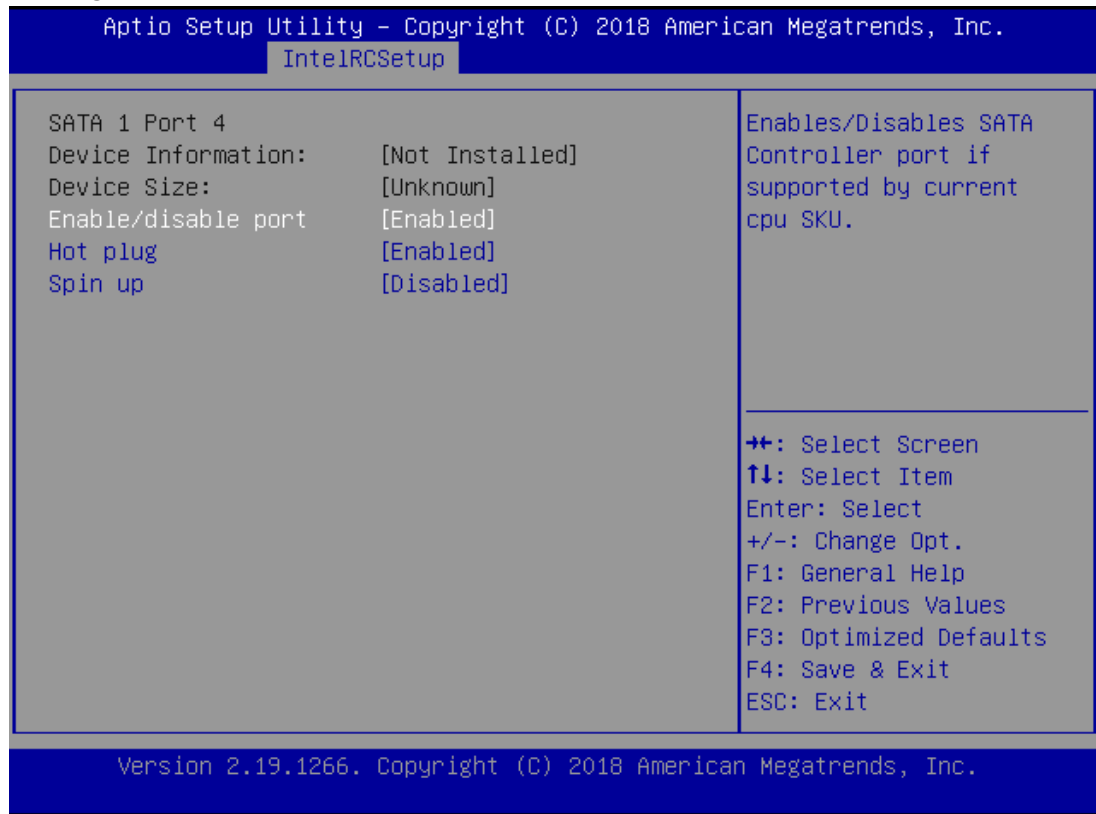 Aptio Setup Utility – Copyright (C) 2018 American Megatrends, Inc.
IntelRCSetup
SATA 1 Port 4
Device Information: [Not Installed]
Device Size: [Unknown]
Enable/disable port [Enabled]
Hot plug [Enabled]
Spin up [Disabled]
Enables/Disables SATA
Controller port if
supported by current
cpu SKU.
→←: Select Screen
↑↓: Select Item
Enter: Select
+/-: Change Opt.
F1: General Help
F2: Previous Values
F3: Optimized Defaults
F4: Save & Exit
ESC: Exit
Version 2.19.1266. Copyright (C) 2018 American Megatrends, Inc.